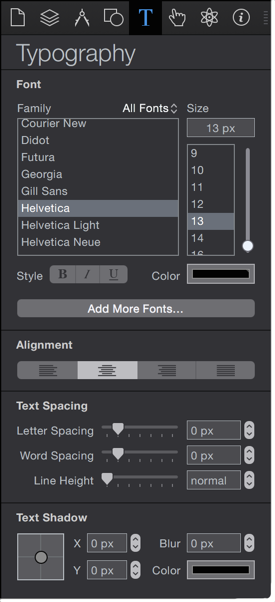 T
Typography
Font
Family All Fonts Size
13 px
Courier New
Didot
Futura
Georgia
Gill Sans
Helvetica
Helvetica Light
Helvetica Neue
9
10
11
12
13
14
16
Style B I U Color
Add More Fonts...
Alignment
Text Spacing
Letter Spacing 0 px
Word Spacing 0 px
Line Height normal
Text Shadow
X 0 px Blur 0 px
Y 0 px Color